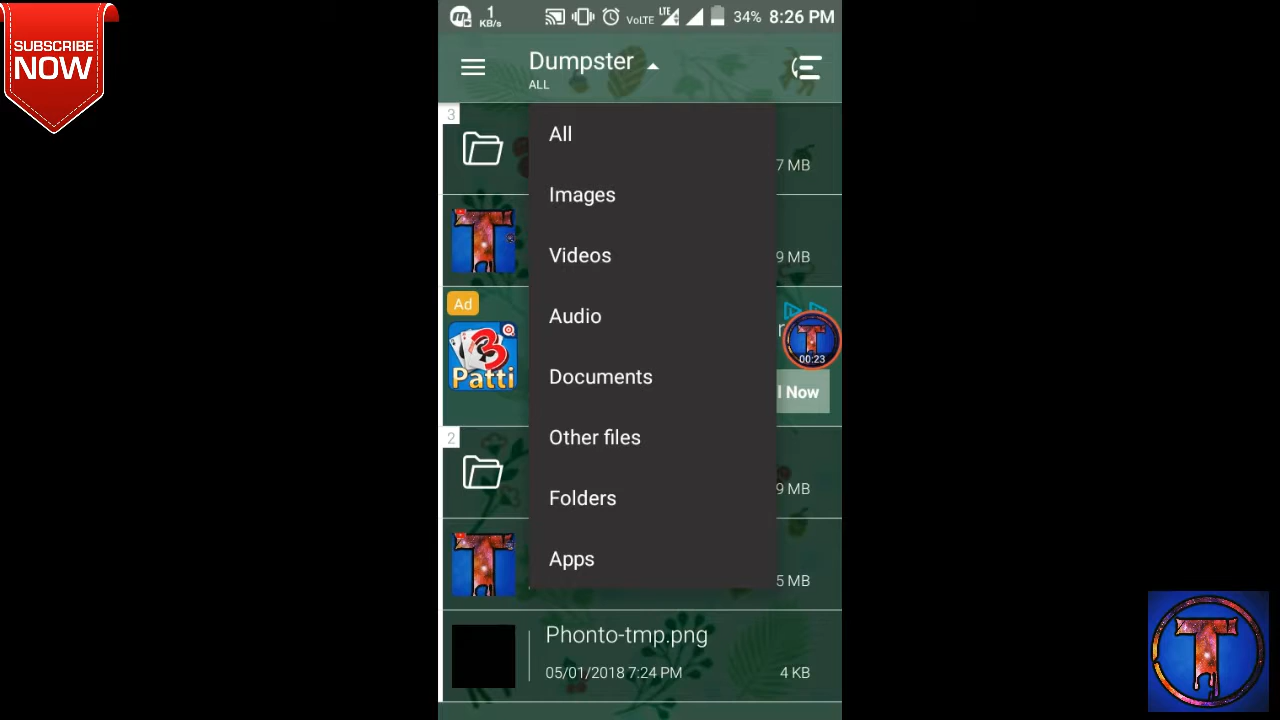 SUBSCRIBE
NOW
1
KB/s
VoLTE
LTE
34%
8:26 PM
Dumpster
ALL
3
All
7 MB
Images
Videos
9 MB
Ad
Audio
3
Patti
00:23
Documents
l Now
Other files
2
Folders
9 MB
Apps
5 MB
Phonto-tmp.png
05/01/2018 7:24 PM
4 KB
T